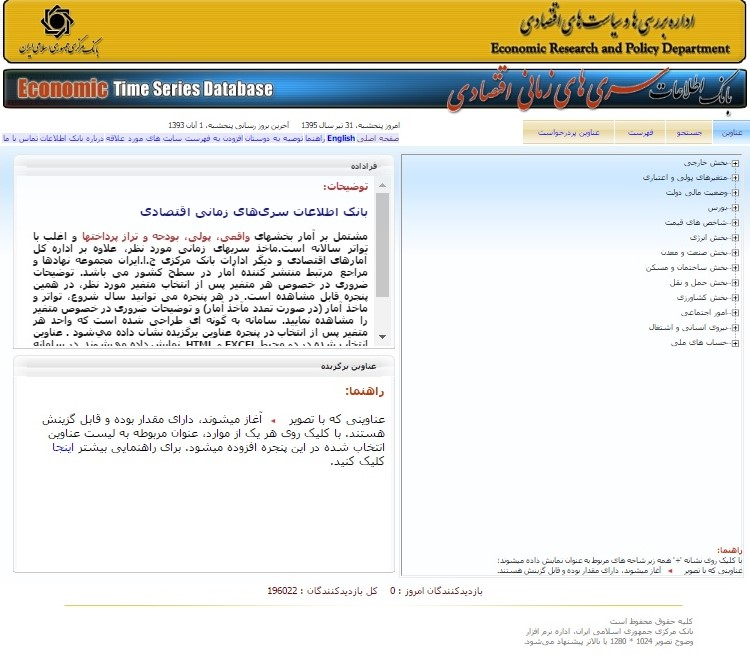 اداره بررسی ها و سیاست های اقتصادی
Economic Research and Policy Department
بانک مرکزی جمهوری اسلامی ایران
Economic Time Series Database
بانک اطلاعات سری های زمانی اقتصادی
امروز پنجشنبه، 31 تیر سال 1395 آخرین بروز رسانی پنجشنبه، 1 آبان 1393
صفحه اصلی English راهنما توصیه به دوستان افزودن به فهرست سایت های مورد علاقه درباره بانک اطلاعات تماس با ما
عناوین جستجو فهرست عناوین پردرخواست
بخش خارجی
متغیرهای پولی و اعتباری
وضعیت مالی دولت
بورس
شاخص های قیمت
بخش انرژی
بخش صنعت و معدن
بخش ساختمان و مسکن
بخش حمل و نقل
بخش کشاورزی
امور اجتماعی
نیروی انسانی و اشتغال
حساب های ملی
راهنما:
با کلیک روی نشانه '+' همه زیر شاخه های مربوط به عنوان نمایش داده میشوند؛
عناوینی که با تصویر آغاز میشوند، دارای مقدار بوده و قابل گزینش هستند.
فراداده
توضیحات:
بانک اطلاعات سری‌های زمانی اقتصادی
مشتمل بر آمار بخشهای واقعی، پولی، بودجه و تراز پرداختها و اغلب با
تواتر سالانه است.ماخذ سریهای زمانی مورد نظر، علاوه بر اداره کل
آمارهای اقتصادی و دیگر ادارات بانک مرکزی ج.ا.ایران مجموعه نهادها و
مراجع مرتبط منتشر کننده آمار در سطح کشور می باشد. توضیحات
ضروری در خصوص هر متغیر پس از انتخاب متغیر مورد نظر، در همین
پنجره قابل مشاهده است. در هر پنجره می توانید سال شروع، تواتر و
ماخذ آمار (در صورت تعدد ماخذ آمار) و توضیحات ضروری در خصوص متغیر
را مشاهده نمایید. سامانه به گونه ای طراحی شده است که واحد هر
متغیر پس از انتخاب در پنجره عناوین برگزیده نشان داده می‌شود . عناوین
انتخاب شده در دو محیط EXCEL و HTML نمایش داده می‌شوند. در سامانه
عناوین برگزیده
راهنما:
عناوینی که با تصویر آغاز میشوند، دارای مقدار بوده و قابل گزینش
هستند. با کلیک روی هر یک از موارد، عنوان مربوطه به لیست عناوین
انتخاب شده در این پنجره افزوده میشود. برای راهنمایی بیشتر اینجا
کلیک کنید.
بازدیدکنندگان امروز : 0 کل بازدیدکنندگان : 196022
کلیه حقوق محفوظ است
بانک مرکزی جمهوری اسلامی ایران، اداره نرم افزار
وضوح تصویر 1024 * 1280 یا بالاتر پیشنهاد می‌شود.